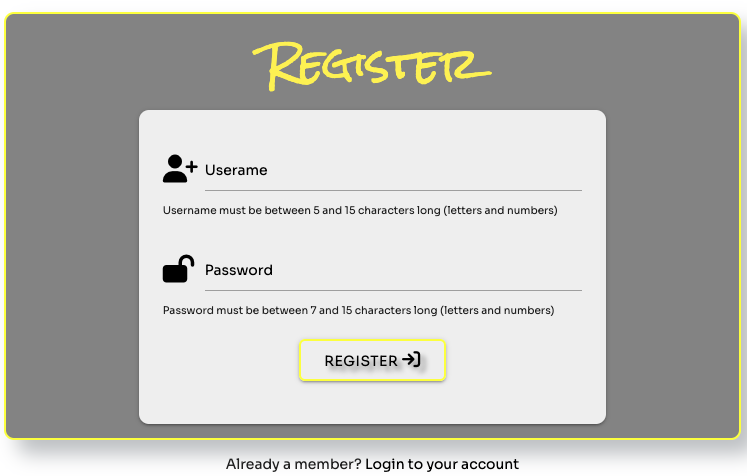 Register
Userame
Username must be between 5 and 15 characters long (letters and numbers)
Password
Password must be between 7 and 15 characters long (letters and numbers)
REGISTER
Already a member? Login to your account